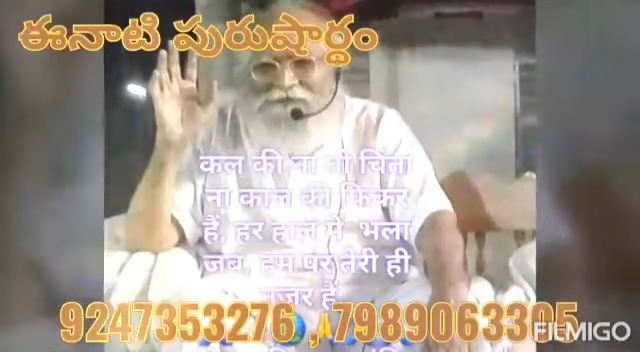 ఈనాటి పురుషార్థం
कल की ना तो चिंता
ना काल की फिकर
हैं, हर हाल में भला
जब, हम पर तेरी ही
नजर हैं
9247353276 🌎🙏 , 7989063305
FILMIGO